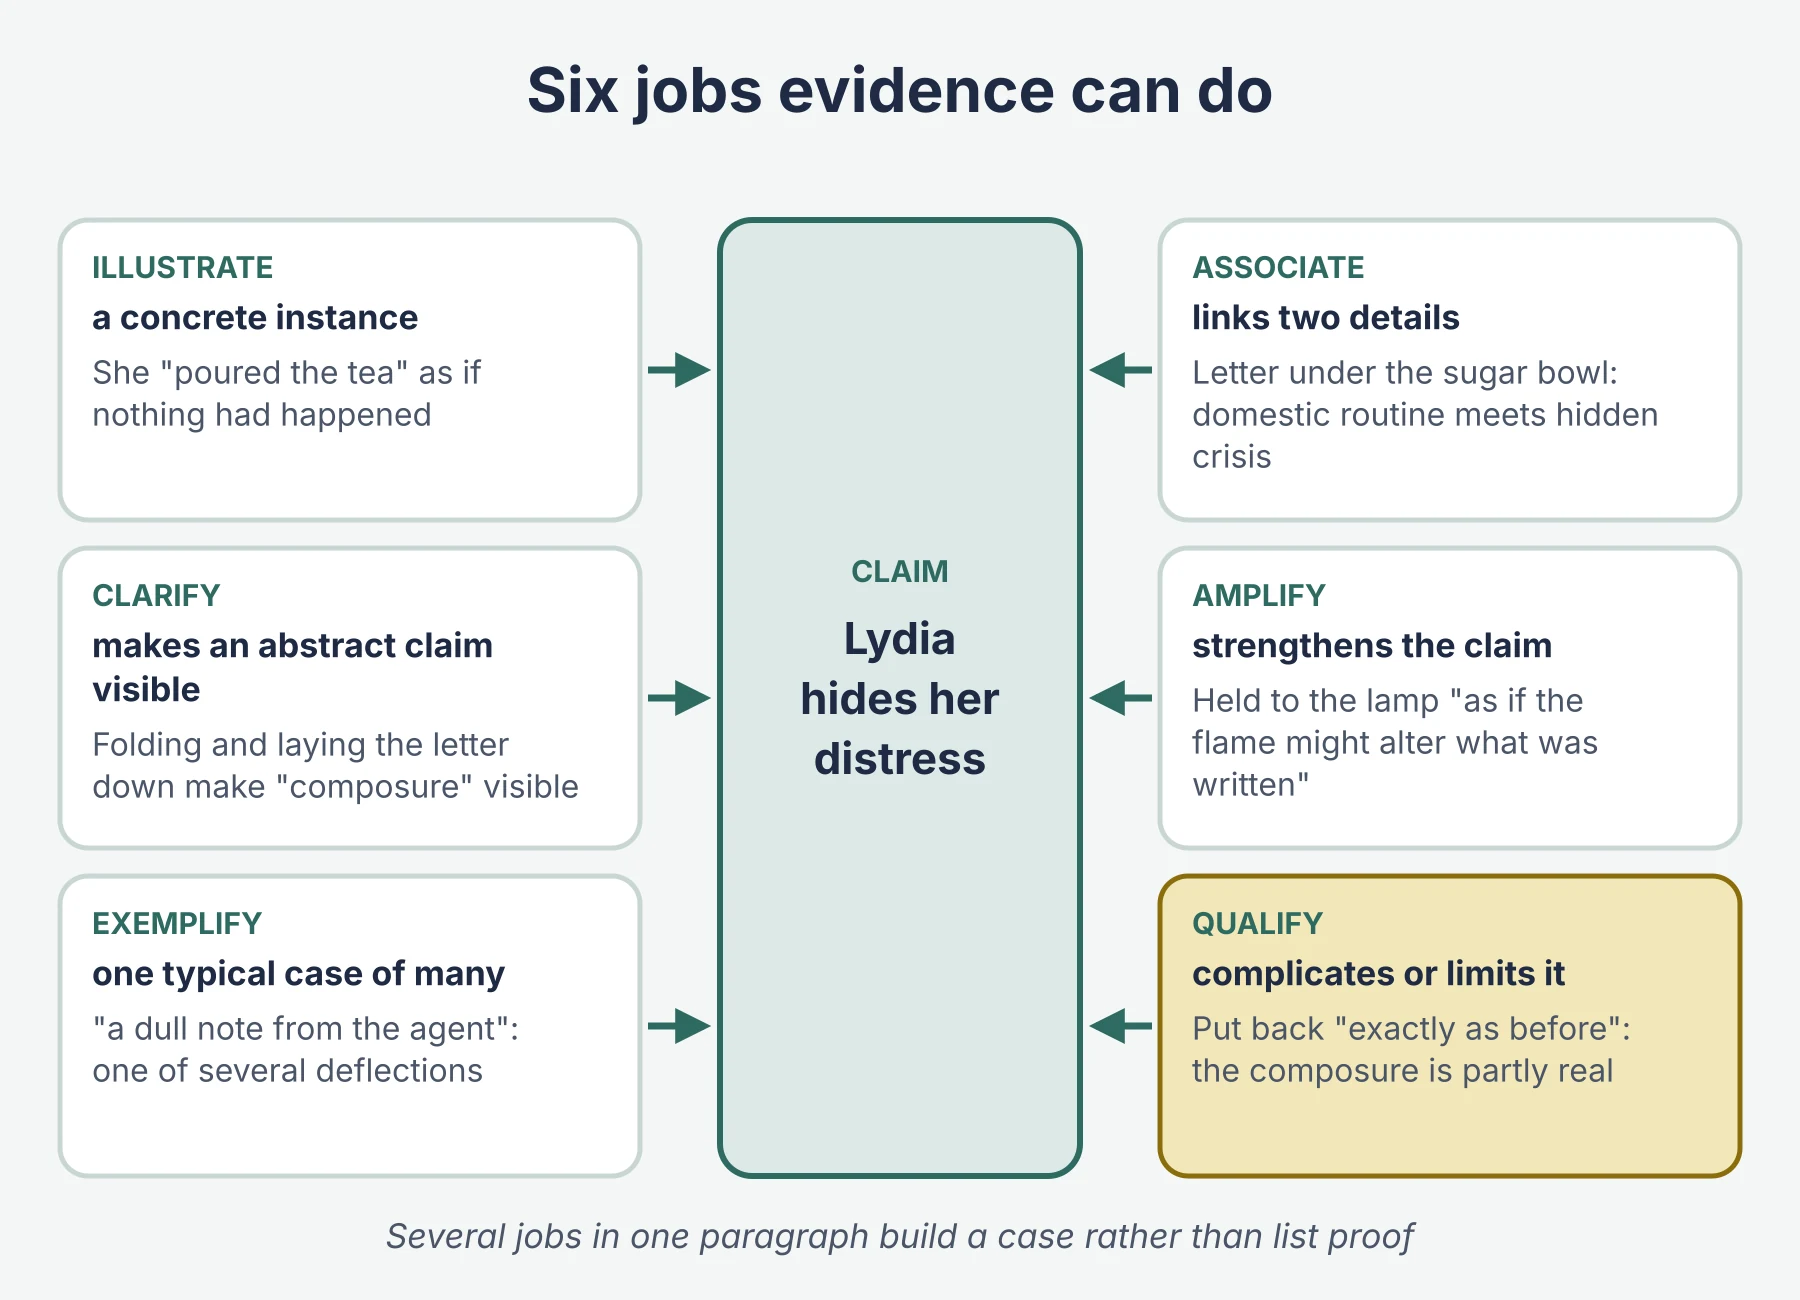 Six jobs evidence can do
ILLUSTRATE
a concrete instance
She "poured the tea" as if
nothing had happened
CLARIFY
makes an abstract claim
visible
Folding and laying the letter
down make "composure" visible
EXEMPLIFY
one typical case of many
"a dull note from the agent":
one of several deflections
CLAIM
Lydia
hides her
distress
ASSOCIATE
links two details
Letter under the sugar bowl:
domestic routine meets hidden
crisis
AMPLIFY
strengthens the claim
Held to the lamp "as if the
flame might alter what was
written"
QUALIFY
complicates or limits it
Put back "exactly as before":
the composure is partly real
Several jobs in one paragraph build a case rather than list proof